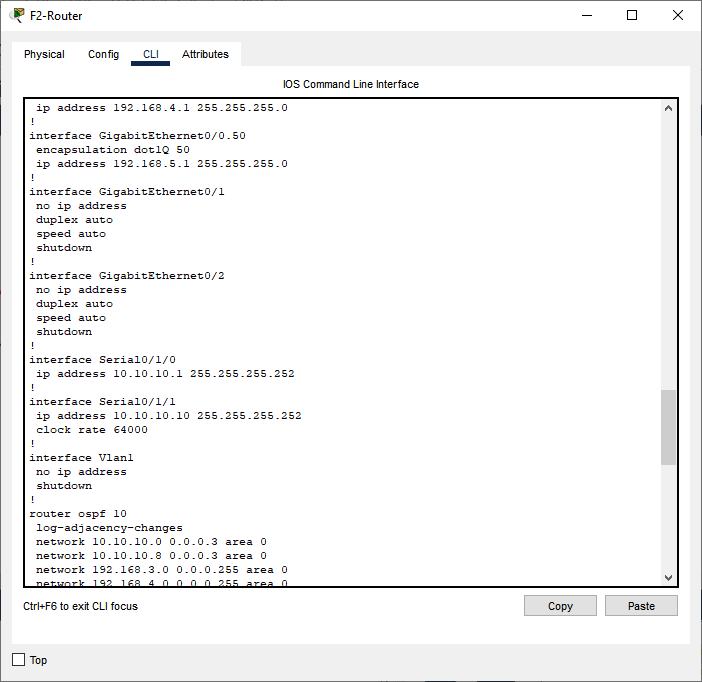 F2-Router
Physical Config CLI Attributes
IOS Command Line Interface
ip address 192.168.4.1 255.255.255.0
!
interface GigabitEthernet0/0.50
encapsulation dot1Q 50
ip address 192.168.5.1 255.255.255.0
!
interface GigabitEthernet0/1
no ip address
duplex auto
speed auto
shutdown
!
interface GigabitEthernet0/2
no ip address
duplex auto
speed auto
shutdown
!
interface Serial0/1/0
ip address 10.10.10.1 255.255.255.252
!
interface Serial0/1/1
ip address 10.10.10.10 255.255.255.252
clock rate 64000
!
interface Vlan1
no ip address
shutdown
!
router ospf 10
log-adjacency-changes
network 10.10.10.0 0.0.0.3 area 0
network 10.10.10.8 0.0.0.3 area 0
network 192.168.3.0 0.0.0.255 area 0
network 192.168.4.0 0.0.0.255 area 0
Ctrl+F6 to exit CLI focus
Copy Paste
Top